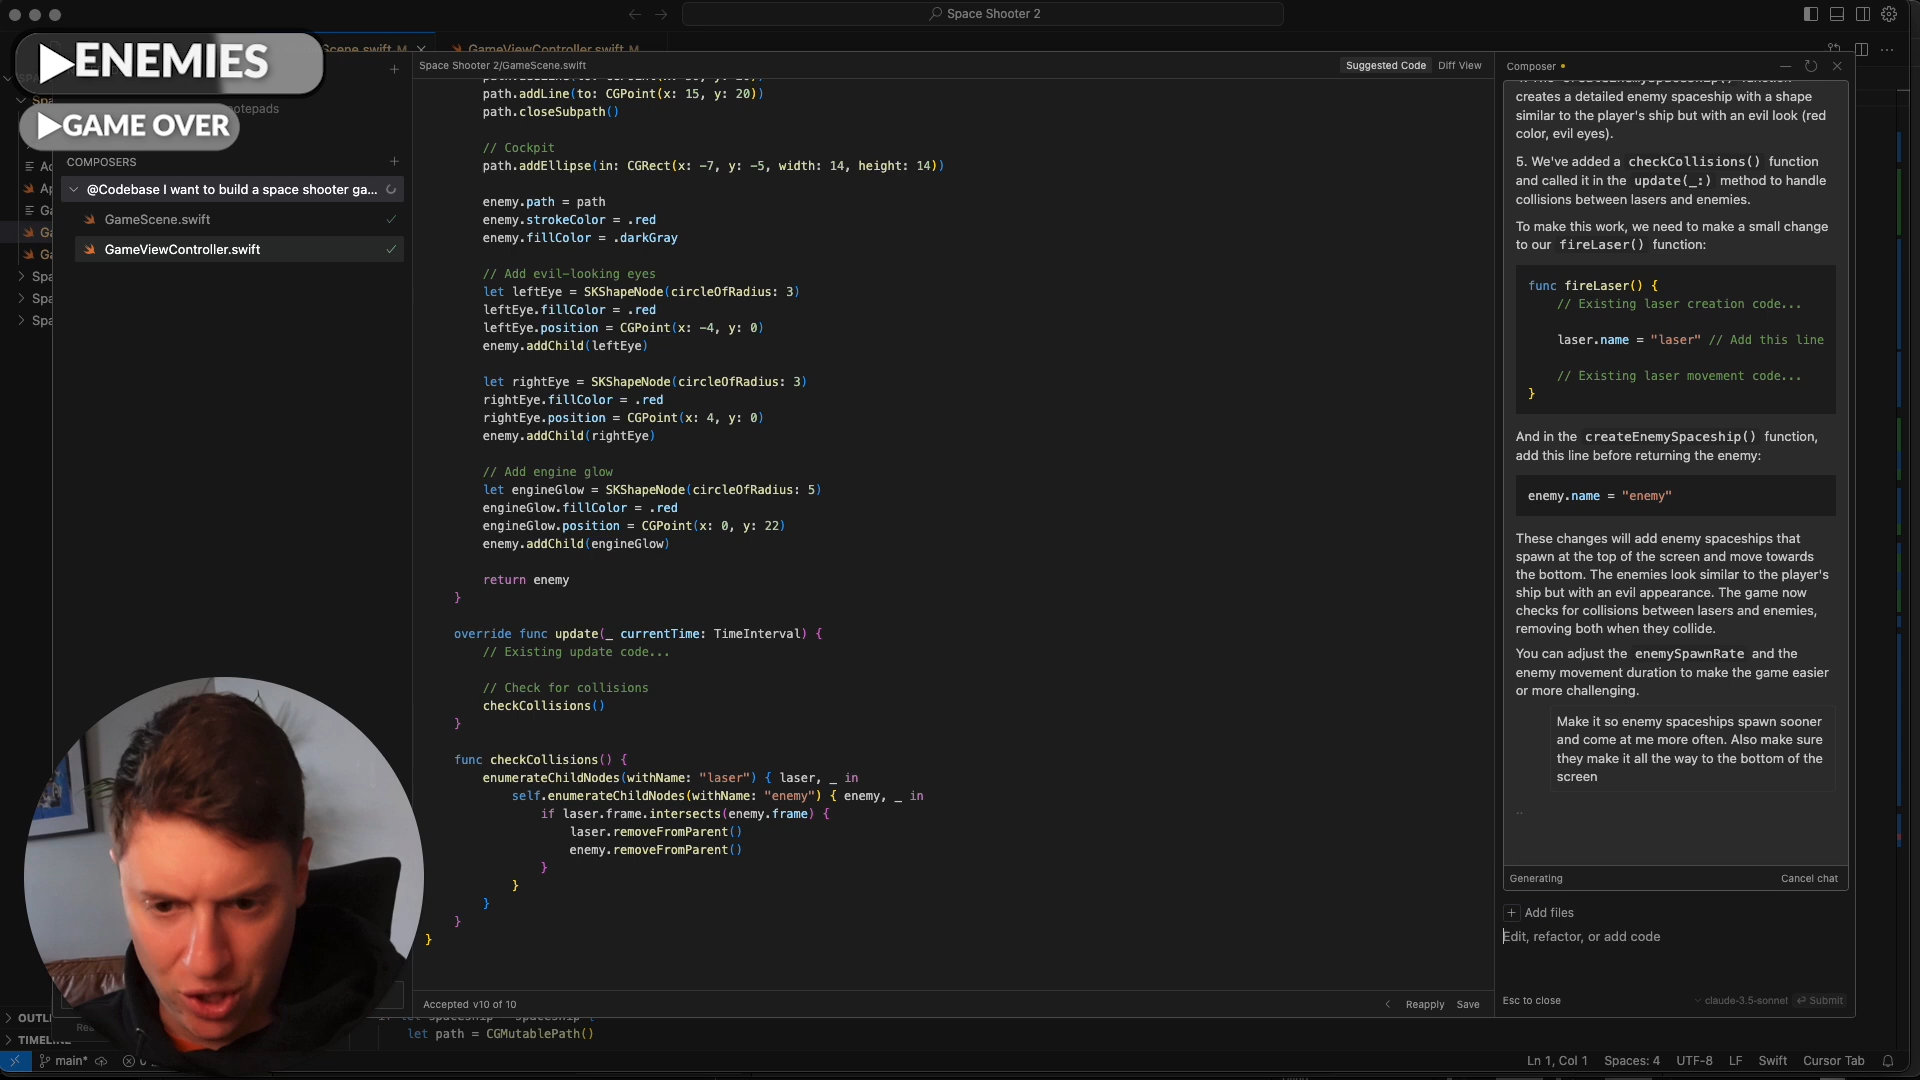 Space Shooter 2
ENEMIES
GAME OVER
Scene.swift M
GameViewController.swift M
notepads
COMPOSERS
@Codebase I want to build a space shooter ga...
GameScene.swift
GameViewController.swift
Space Shooter 2/GameScene.swift
Suggested Code
Diff View
path.addLine(to: CGPoint(x: 15, y: 20))
path.closeSubpath()
// Cockpit
path.addEllipse(in: CGRect(x: -7, y: -5, width: 14, height: 14))
enemy.path = path
enemy.strokeColor = .red
enemy.fillColor = .darkGray
// Add evil-looking eyes
let leftEye = SKShapeNode(circleOfRadius: 3)
leftEye.fillColor = .red
leftEye.position = CGPoint(x: -4, y: 0)
enemy.addChild(leftEye)
let rightEye = SKShapeNode(circleOfRadius: 3)
rightEye.fillColor = .red
rightEye.position = CGPoint(x: 4, y: 0)
enemy.addChild(rightEye)
// Add engine glow
let engineGlow = SKShapeNode(circleOfRadius: 5)
engineGlow.fillColor = .red
engineGlow.position = CGPoint(x: 0, y: 22)
enemy.addChild(engineGlow)
return enemy
}
override func update(_ currentTime: TimeInterval) {
// Existing update code...
// Check for collisions
checkCollisions()
}
func checkCollisions() {
enumerateChildNodes(withName: "laser") { laser, _ in
self.enumerateChildNodes(withName: "enemy") { enemy, _ in
if laser.frame.intersects(enemy.frame) {
laser.removeFromParent()
enemy.removeFromParent()
}
}
}
}
}
Accepted v10 of 10
Reapply
Save
let path = CGMutablePath()
Composer
creates a detailed enemy spaceship with a shape
similar to the player's ship but with an evil look (red
color, evil eyes).
5. We've added a checkCollisions() function
and called it in the update(_:) method to handle
collisions between lasers and enemies.
To make this work, we need to make a small change
to our fireLaser() function:
func fireLaser() {
// Existing laser creation code...
laser.name = "laser" // Add this line
// Existing laser movement code...
}
And in the createEnemySpaceship() function,
add this line before returning the enemy:
enemy.name = "enemy"
These changes will add enemy spaceships that
spawn at the top of the screen and move towards
the bottom. The enemies look similar to the player's
ship but with an evil appearance. The game now
checks for collisions between lasers and enemies,
removing both when they collide.
You can adjust the enemySpawnRate and the
enemy movement duration to make the game easier
or more challenging.
Make it so enemy spaceships spawn sooner
and come at me more often. Also make sure
they make it all the way to the bottom of the
screen
..
Generating
Cancel chat
+ Add files
Edit, refactor, or add code
Esc to close
claude-3.5-sonnet
Submit
main*
Ln 1, Col 1
Spaces: 4
UTF-8
LF
Swift
Cursor Tab